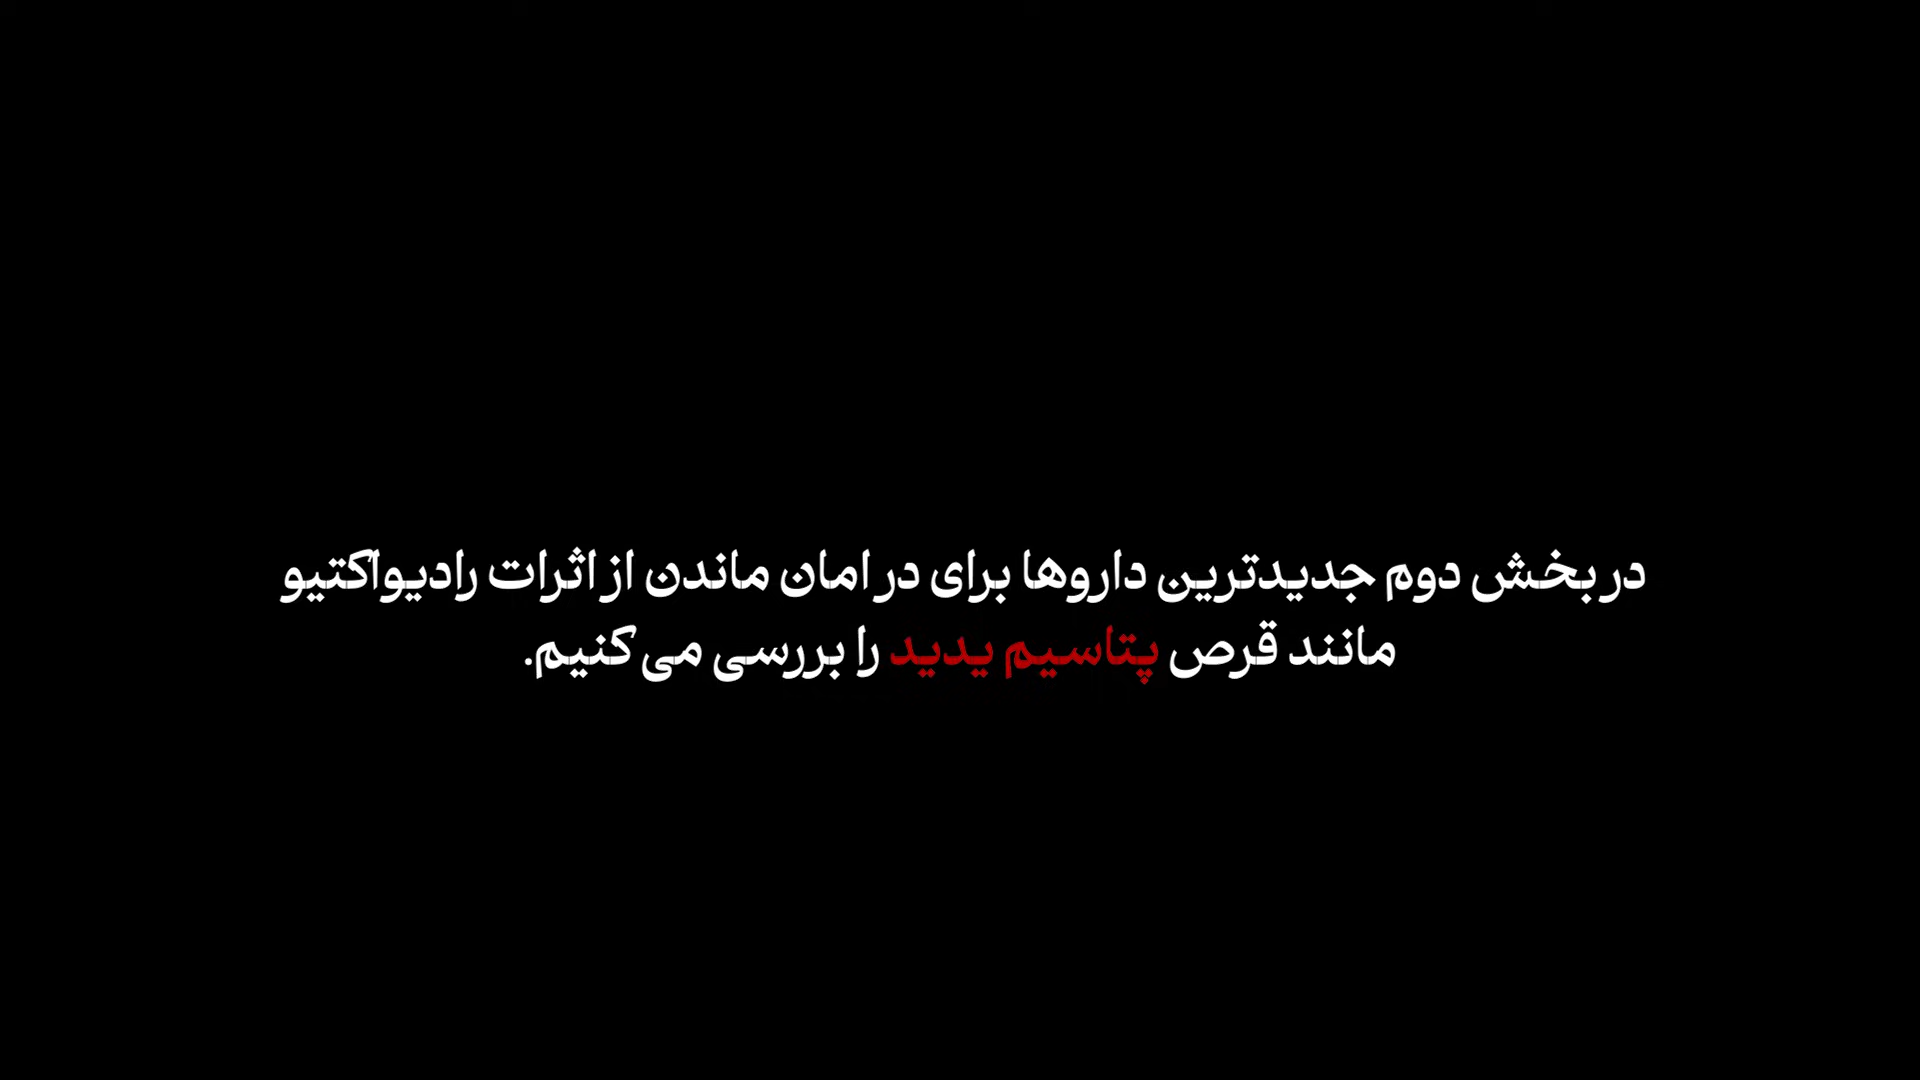 در بخش دوم جدیدترین داروها برای در امان ماندن از اثرات رادیواکتیو
مانند قرص پتاسیم یدید را بررسی می کنیم.